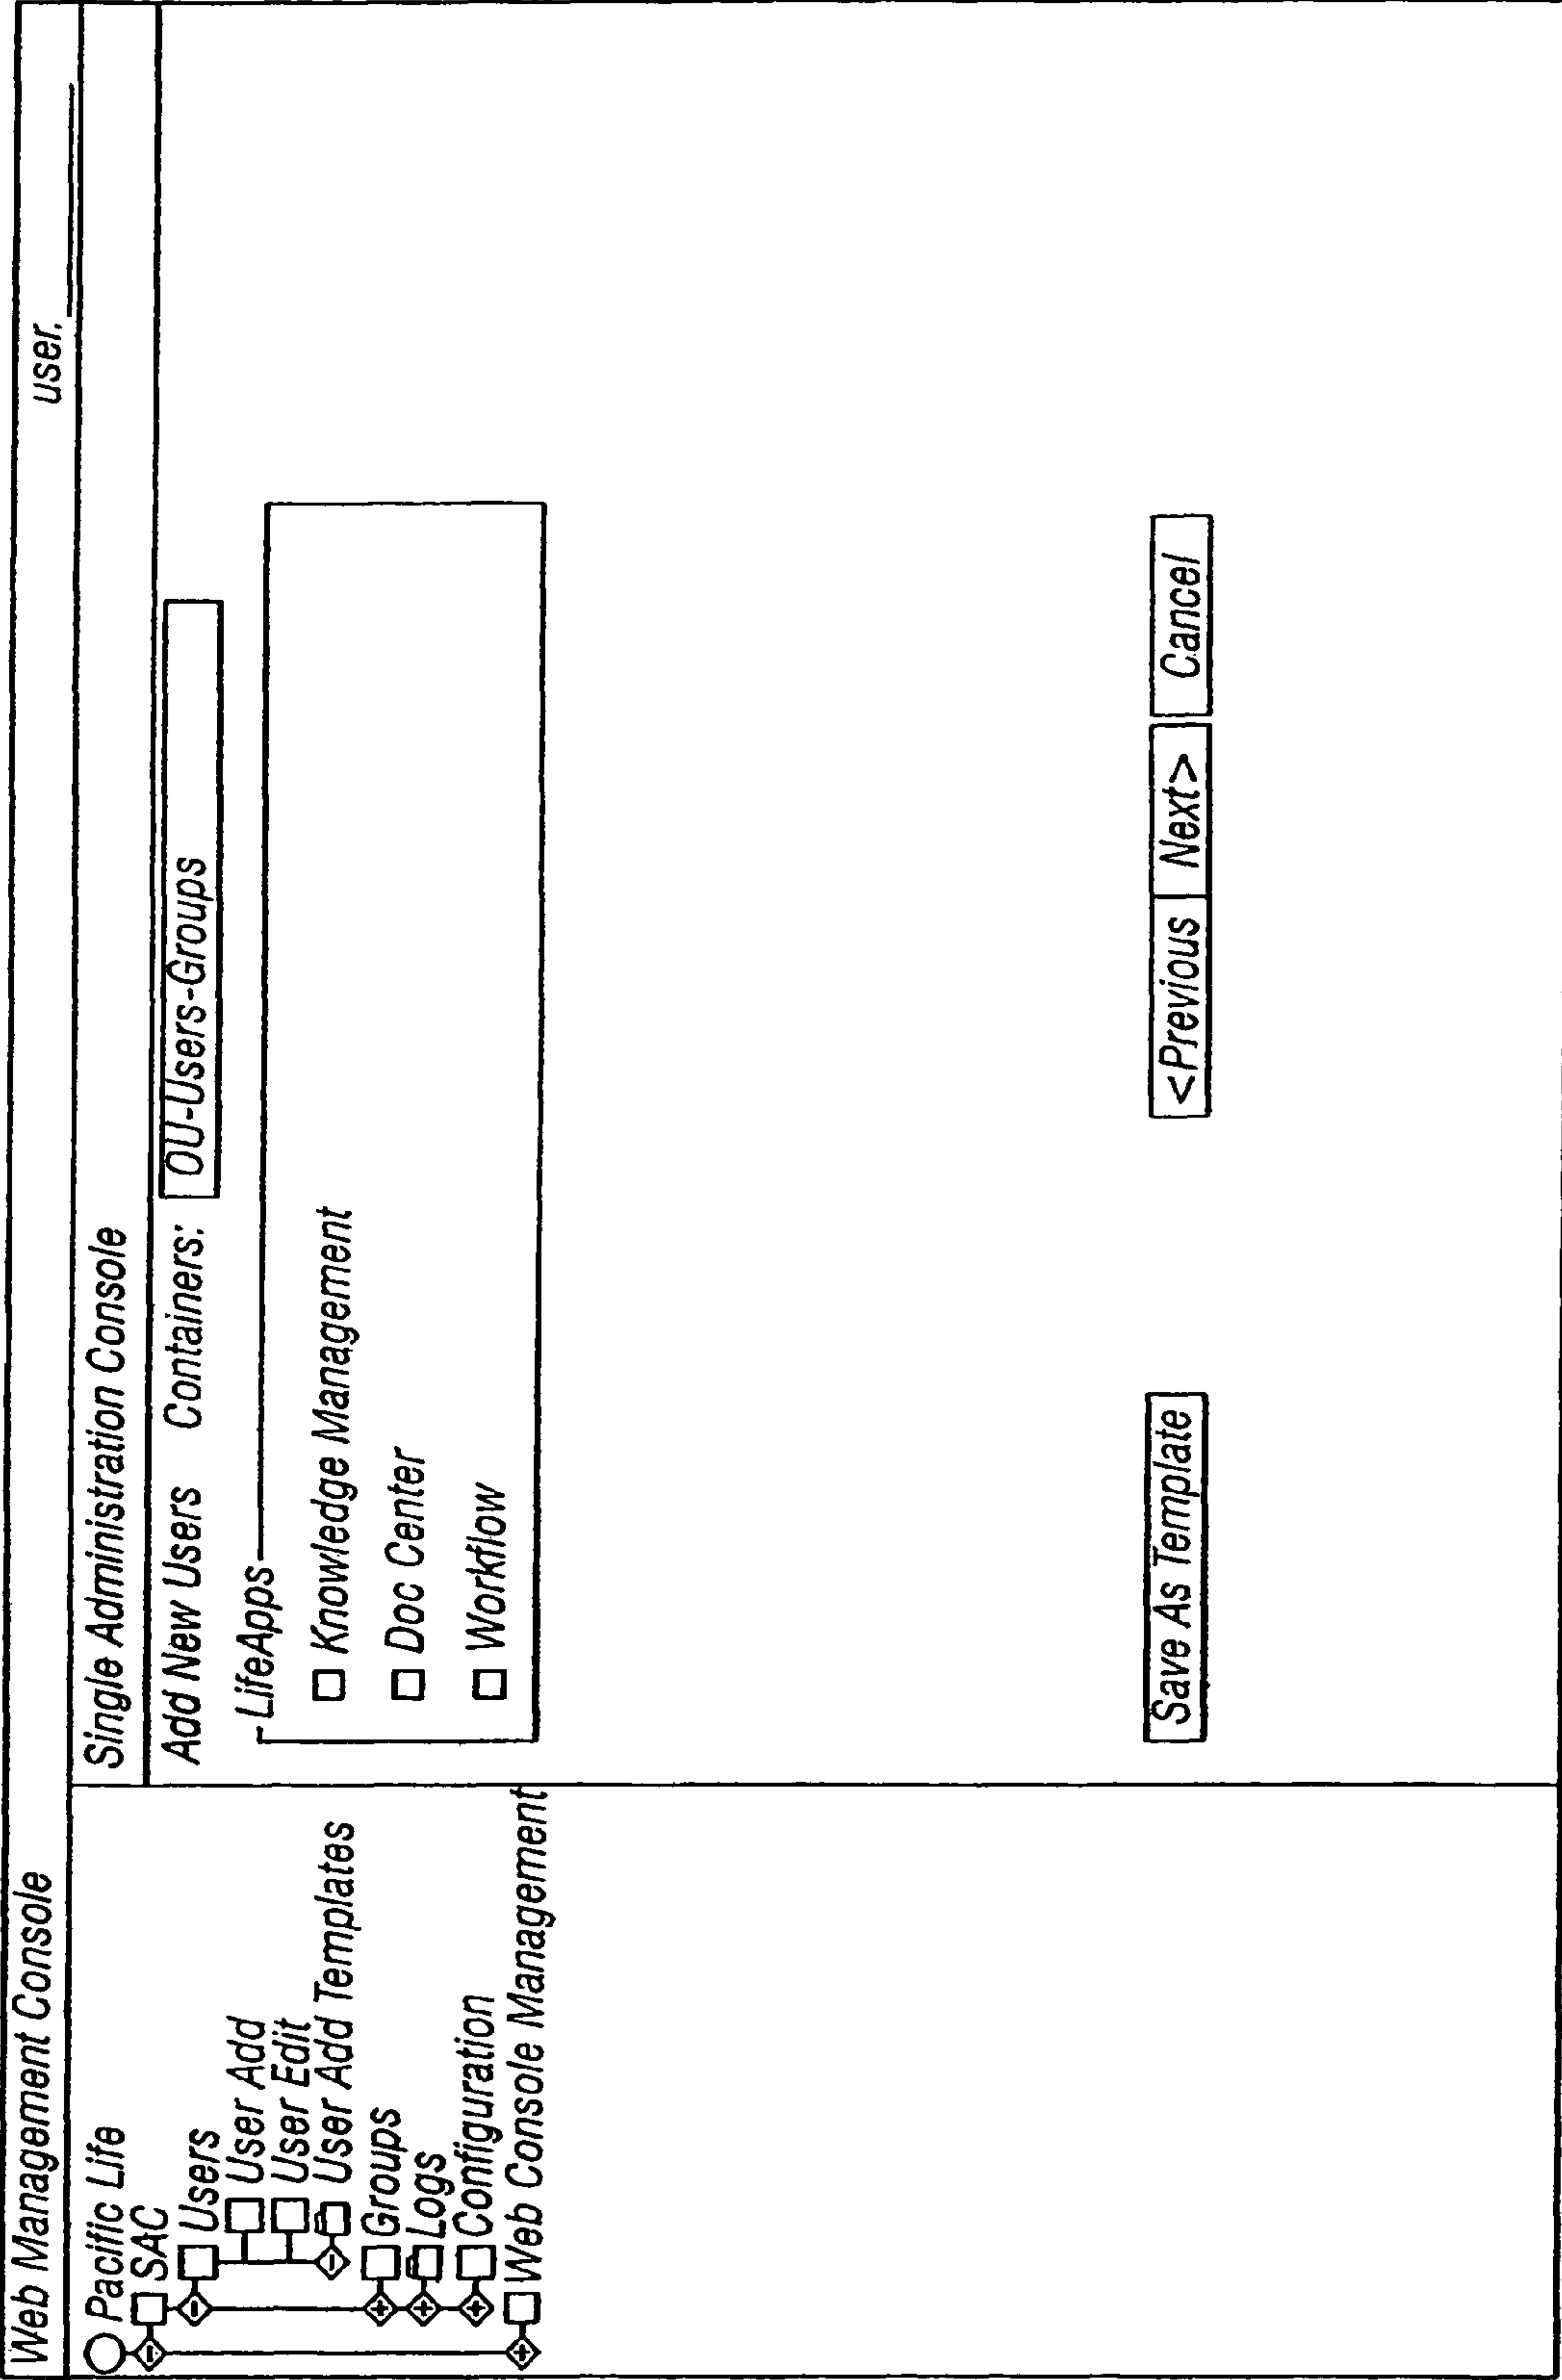 Web Management Console
user.
Pacific Life
SAC
Users
User Add
User Edit
User Add Templates
Groups
Logs
Configuration
Web Console Management
Single Administration Console
Add New Users Containers: OU-Users-Groups
LifeApps
Knowledge Management
Doc Center
Workflow
Save As Template
<Previous
Next>
Cancel